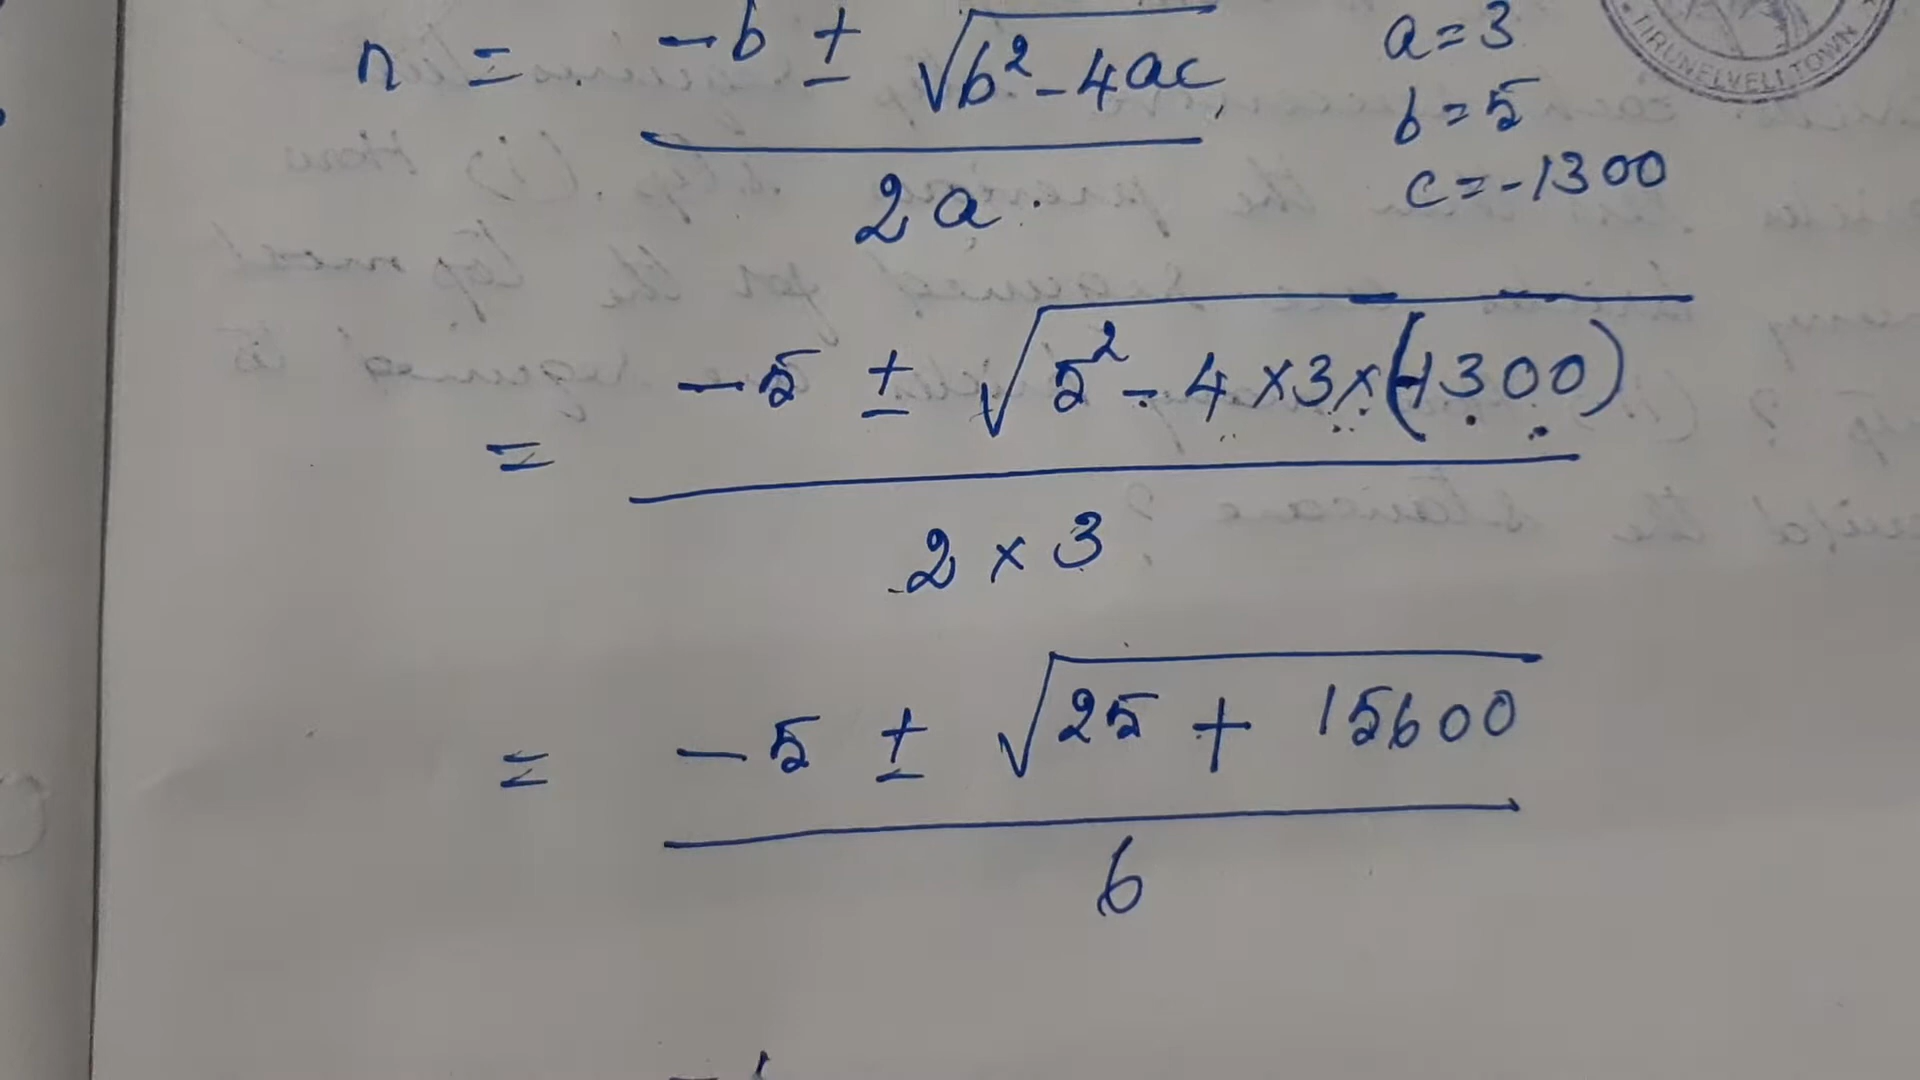 n = -b ± √b² - 4ac
2a
a = 3
b = 5
c = -1300
= -5 ± √5² - 4 × 3 × (-1300)
2 × 3
= -5 ± √25 + 15600
6
TIRUNELVELI TOWN